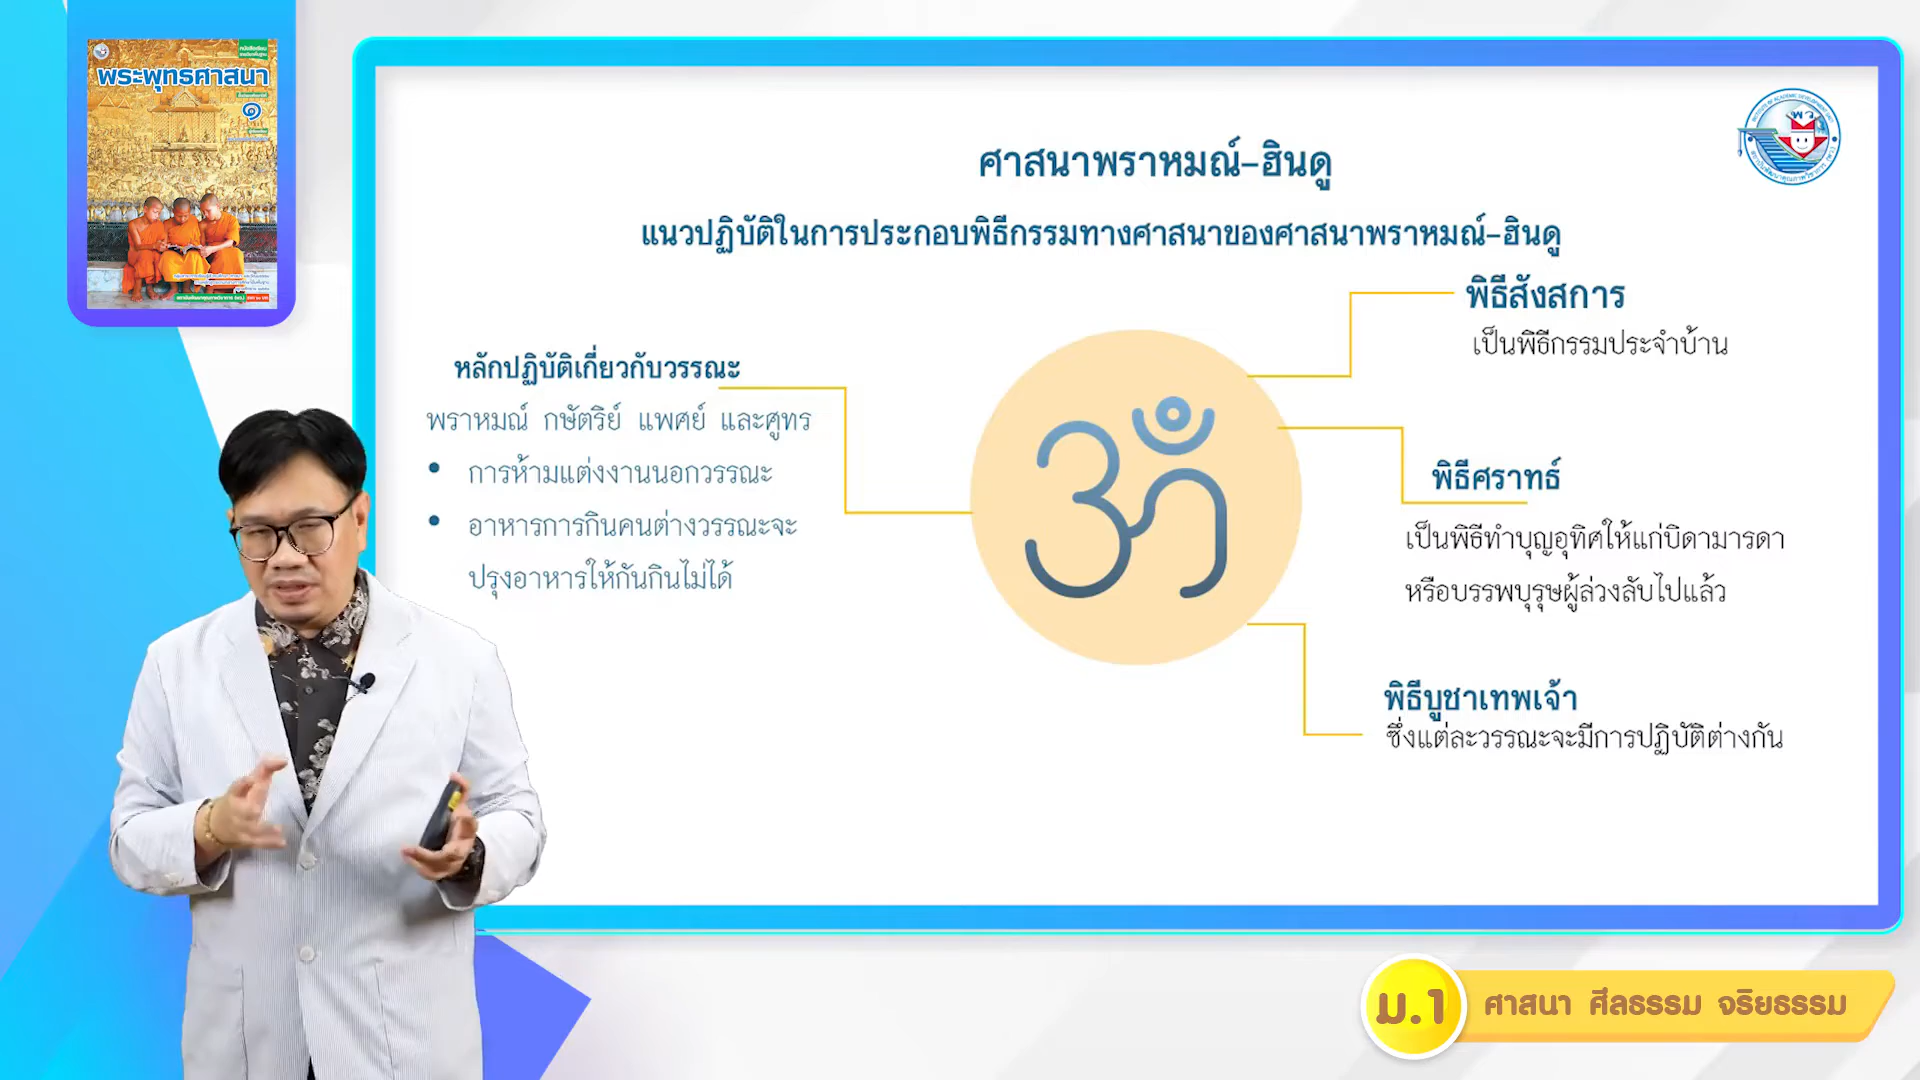 พระพุทธศาสนา
๑
ศาสนาพราหมณ์-ฮินดู
แนวปฏิบัติในการประกอบพิธีกรรมทางศาสนาของศาสนาพราหมณ์-ฮินดู
หลักปฏิบัติเกี่ยวกับวรรณะ
พราหมณ์ กษัตริย์ แพศย์ และศูทร
• การห้ามแต่งงานนอกวรรณะ
• อาหารการกินคนต่างวรรณะจะ
ปรุงอาหารให้กันกินไม่ได้
ॐ
พิธีสังสการ
เป็นพิธีกรรมประจำบ้าน
พิธีศราทธ์
เป็นพิธีทำบุญอุทิศให้แก่บิดามารดา
หรือบรรพบุรุษผู้ล่วงลับไปแล้ว
พิธีบูชาเทพเจ้า
ซึ่งแต่ละวรรณะจะมีการปฏิบัติต่างกัน
พว
ม.1
ศาสนา ศีลธรรม จริยธรรม